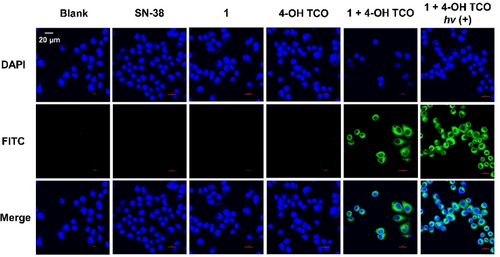 Blank SN-38 1 4-OH TCO 1 + 4-OH TCO 1 + 4-OH TCO
hv (+)
20 μm
DAPI
FITC
Merge